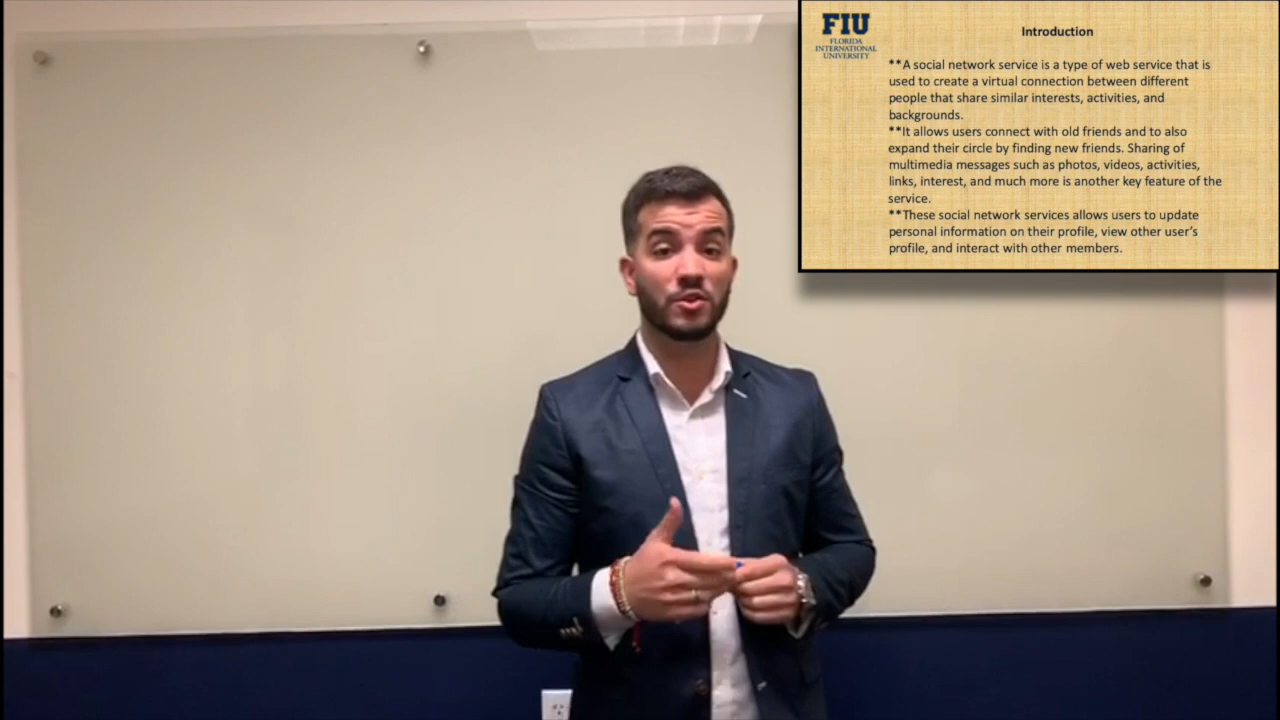 FIU
FLORIDA
INTERNATIONAL
UNIVERSITY
Introduction
**A social network service is a type of web service that is
used to create a virtual connection between different
people that share similar interests, activities, and
backgrounds.
**It allows users connect with old friends and to also
expand their circle by finding new friends. Sharing of
multimedia messages such as photos, videos, activities,
links, interest, and much more is another key feature of the
service.
**These social network services allows users to update
personal information on their profile, view other user's
profile, and interact with other members.